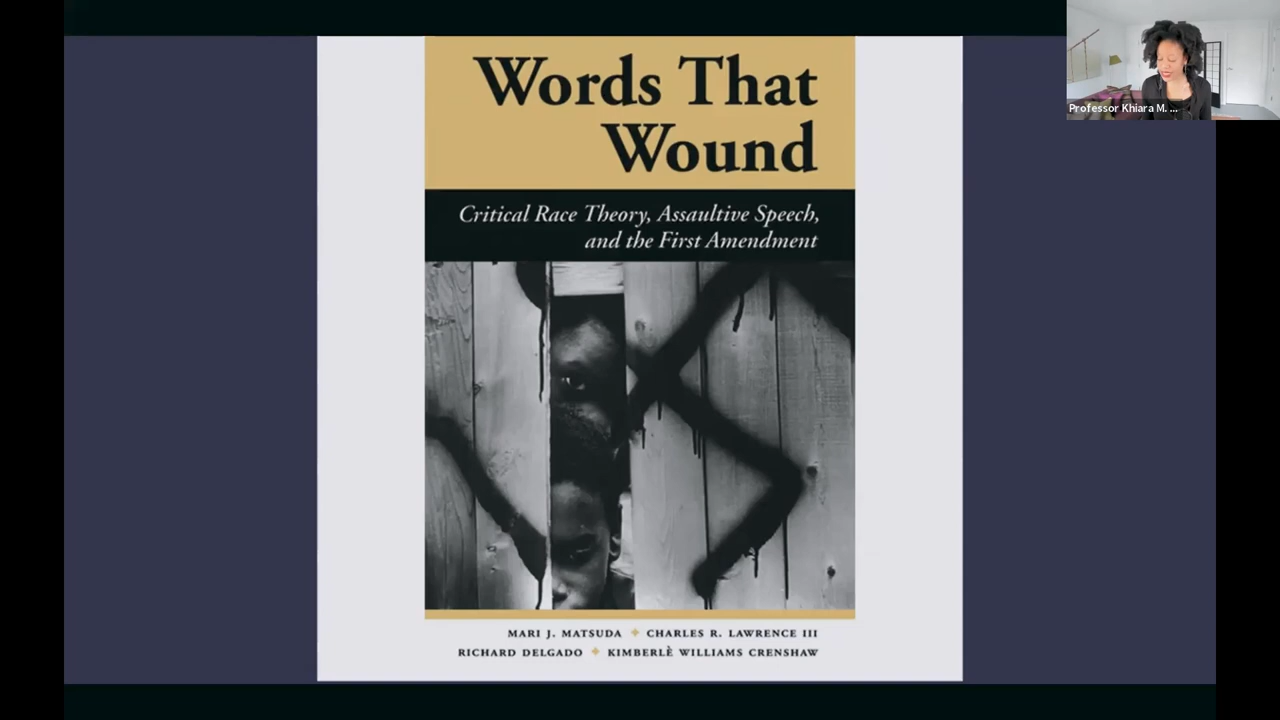 Words That
Wound
Critical Race Theory, Assaultive Speech,
and the First Amendment
MARI J. MATSUDA ✦ CHARLES R. LAWRENCE III
RICHARD DELGADO ✦ KIMBERLÈ WILLIAMS CRENSHAW
Professor Khiara M. ...